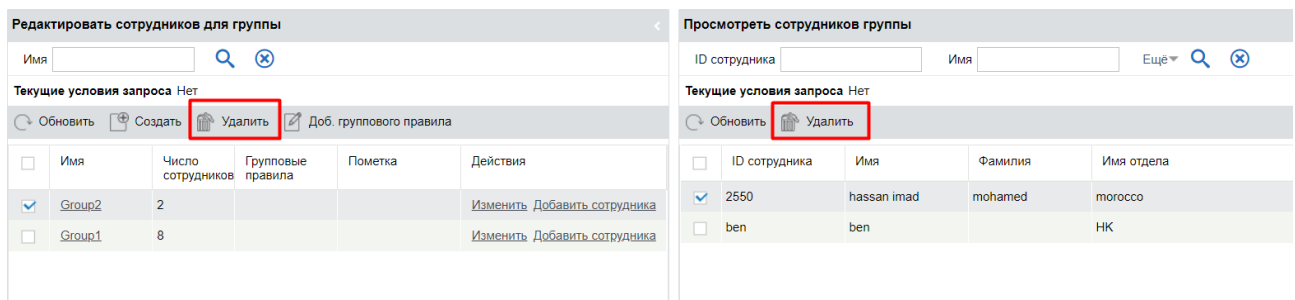 Редактировать сотрудников для группы
Имя
Текущие условия запроса Нет
Обновить Создать Удалить Доб. группового правила
Имя Число сотрудников Групповые правила Пометка Действия
Group2 2 Изменить Добавить сотрудника
Group1 8 Изменить Добавить сотрудника
Просмотреть сотрудников группы
ID сотрудника Имя Ещё
Текущие условия запроса Нет
Обновить Удалить
ID сотрудника Имя Фамилия Имя отдела
2550 hassan imad mohamed morocco
ben ben HK